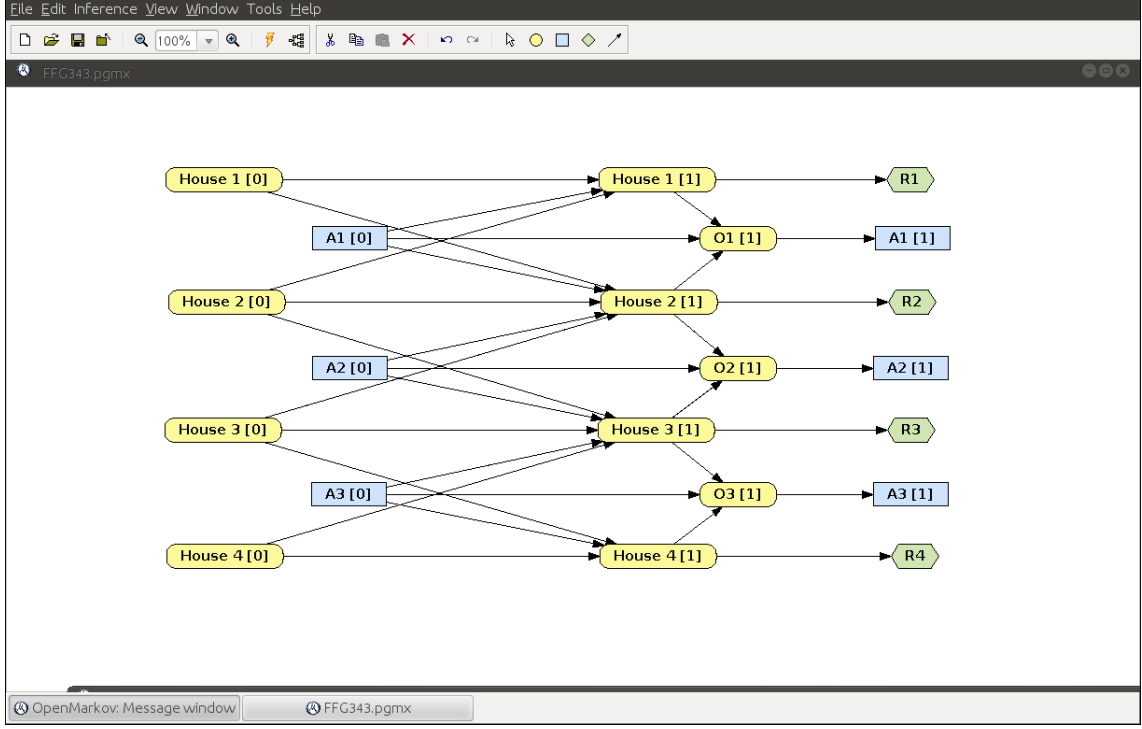 File Edit Inference View Window Tools Help
100%
FFG343.pgmx
House 1 [0] House 1 [1] R1
A1 [0] O1 [1] A1 [1]
House 2 [0] House 2 [1] R2
A2 [0] O2 [1] A2 [1]
House 3 [0] House 3 [1] R3
A3 [0] O3 [1] A3 [1]
House 4 [0] House 4 [1] R4
OpenMarkov: Message window FFG343.pgmx